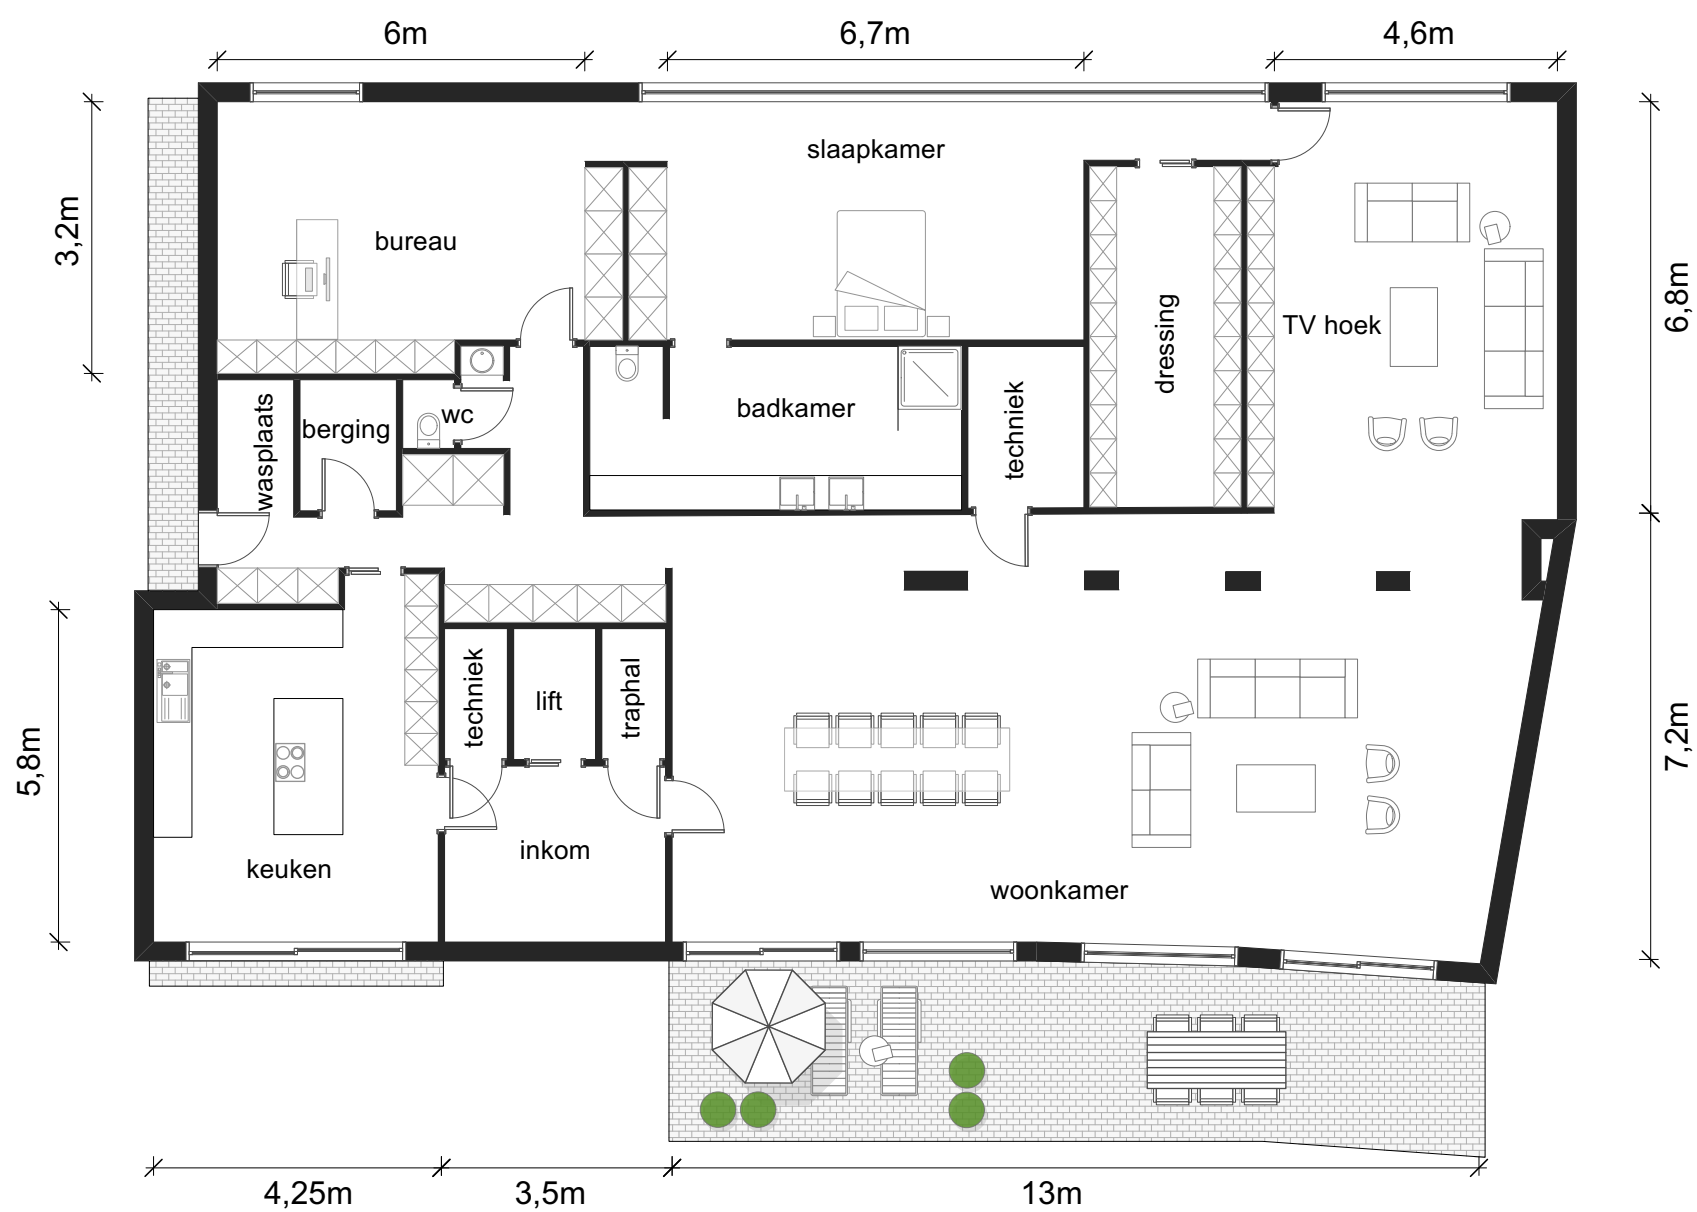 6m
6,7m
4,6m
slaapkamer
3,2m
bureau
6,8m
TV hoek
dressing
wasplaats
berging
wc
badkamer
techniek
techniek
lift
traphal
5,8m
7,2m
inkom
keuken
woonkamer
4,25m
3,5m
13m